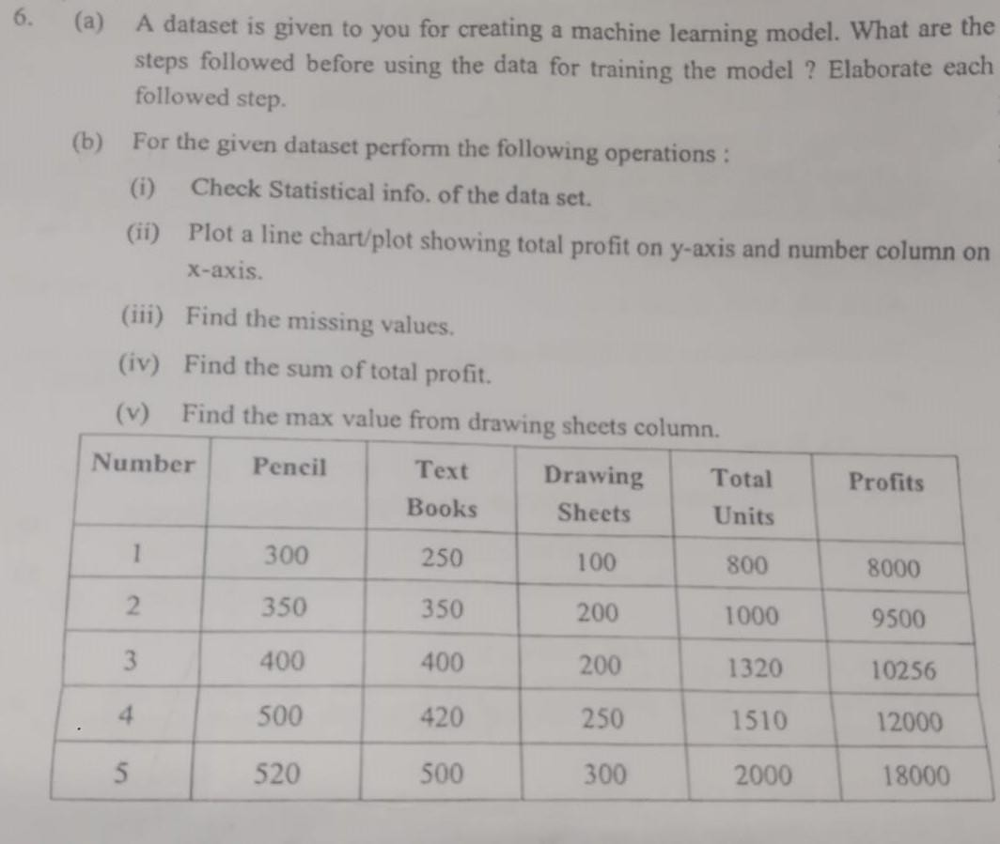 6. (a) A dataset is given to you for creating a machine learning model. What are the
steps followed before using the data for training the model ? Elaborate each
followed step.
(b) For the given dataset perform the following operations :
(i) Check Statistical info. of the data set.
(ii) Plot a line chart/plot showing total profit on y-axis and number column on
x-axis.
(iii) Find the missing values.
(iv) Find the sum of total profit.
(v) Find the max value from drawing sheets column.
Number Pencil Text Drawing Total Profits
Books Sheets Units
1 300 250 100 800 8000
2 350 350 200 1000 9500
3 400 400 200 1320 10256
4 500 420 250 1510 12000
5 520 500 300 2000 18000